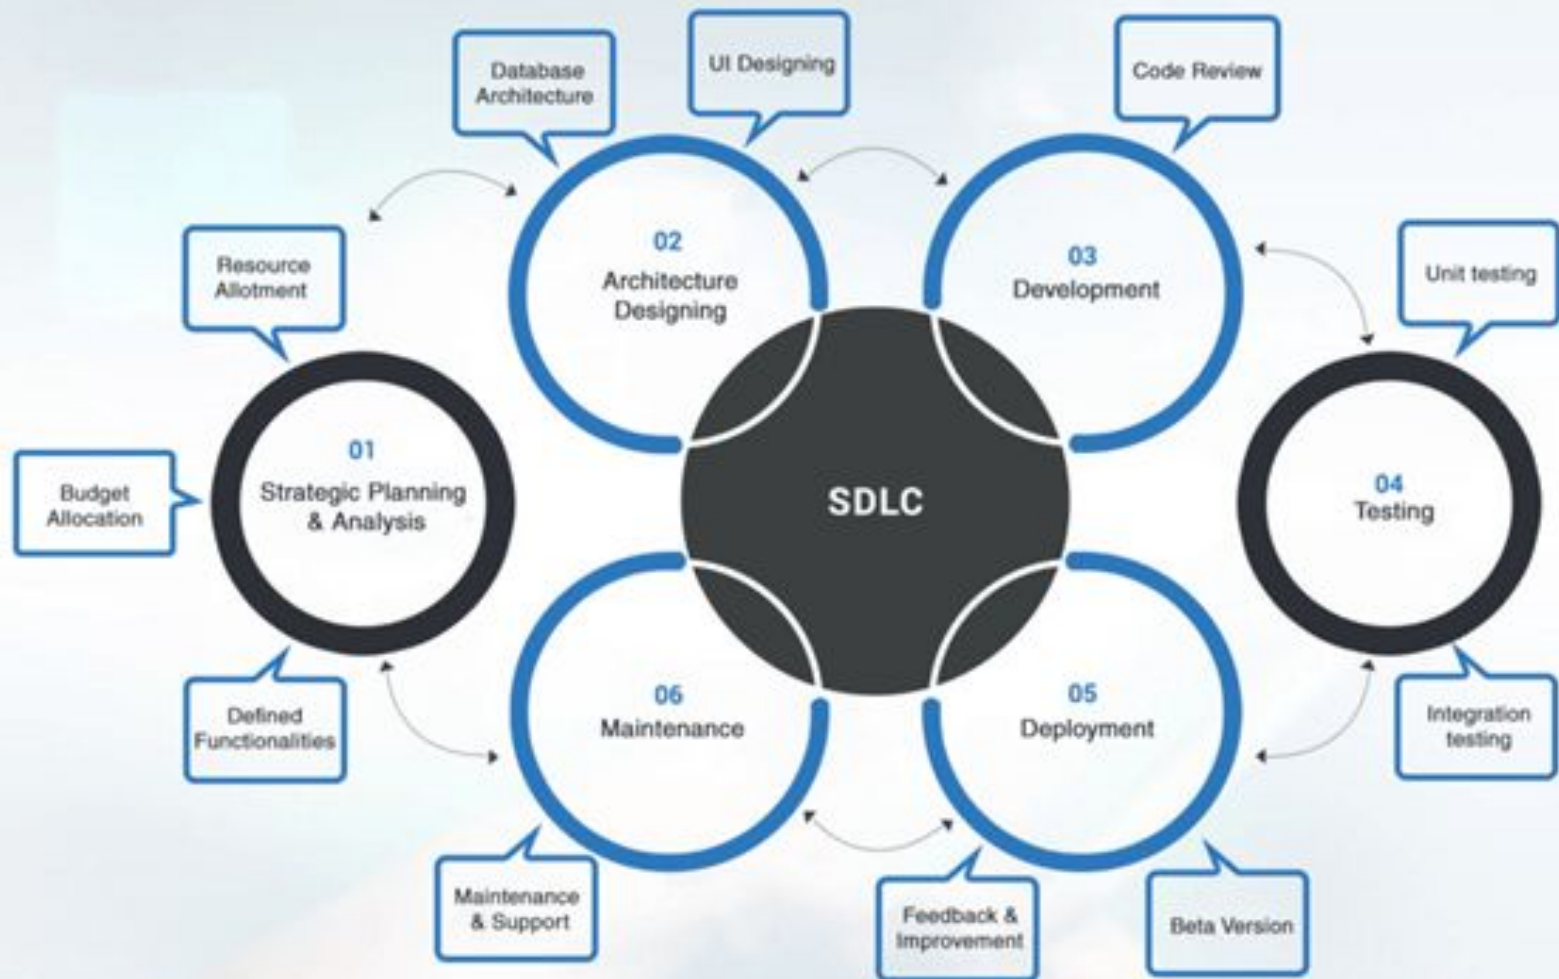 Database
Architecture
UI Designing
Code Review
Resource
Allotment
02
Architecture
Designing
03
Development
Unit testing
Budget
Allocation
01
Strategic Planning
& Analysis
SDLC
04
Testing
Defined
Functionalities
06
Maintenance
05
Deployment
Integration
testing
Maintenance
& Support
Feedback &
Improvement
Beta Version